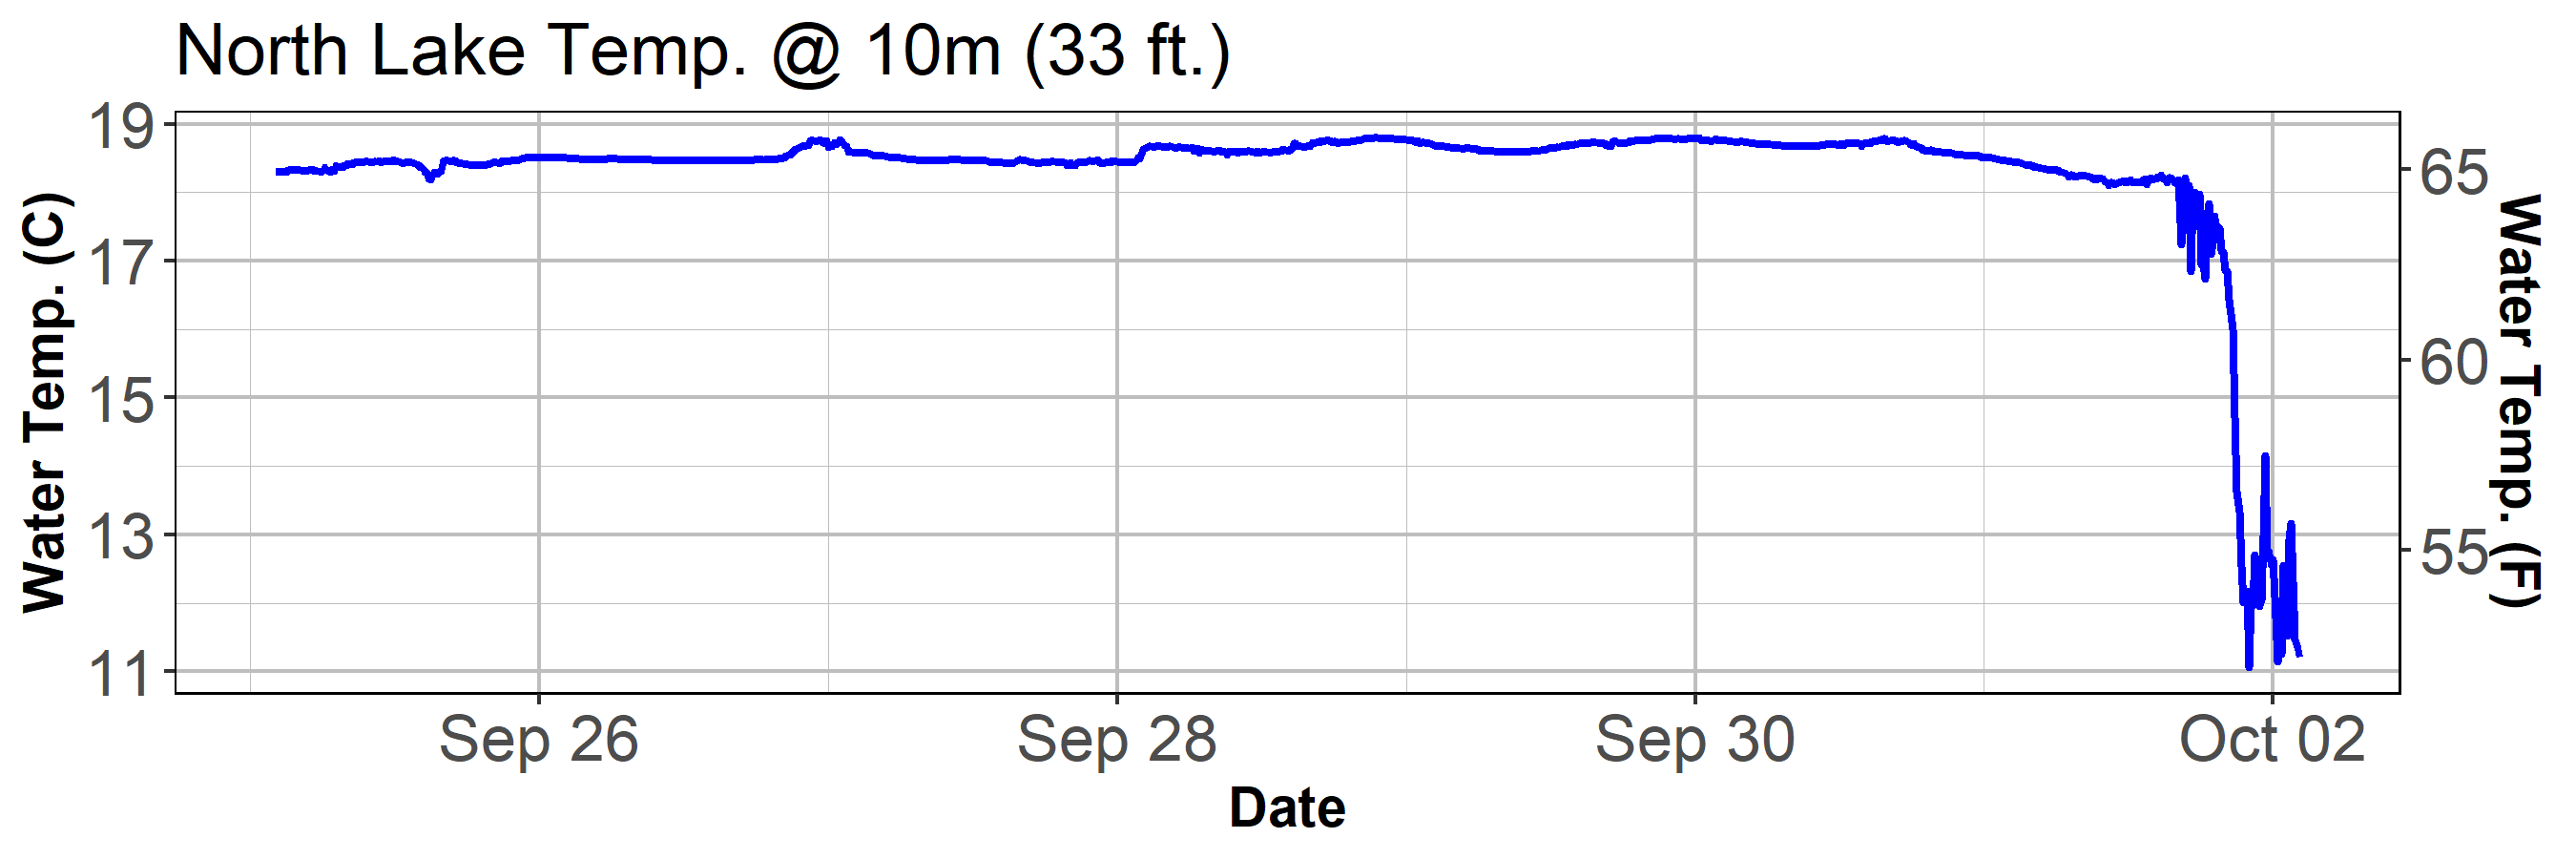 North Lake Temp. @ 10m (33 ft.)
Water Temp. (C)
19
17
15
13
11
65
60
55
Water Temp. (F)
Sep 26
Sep 28
Sep 30
Oct 02
Date